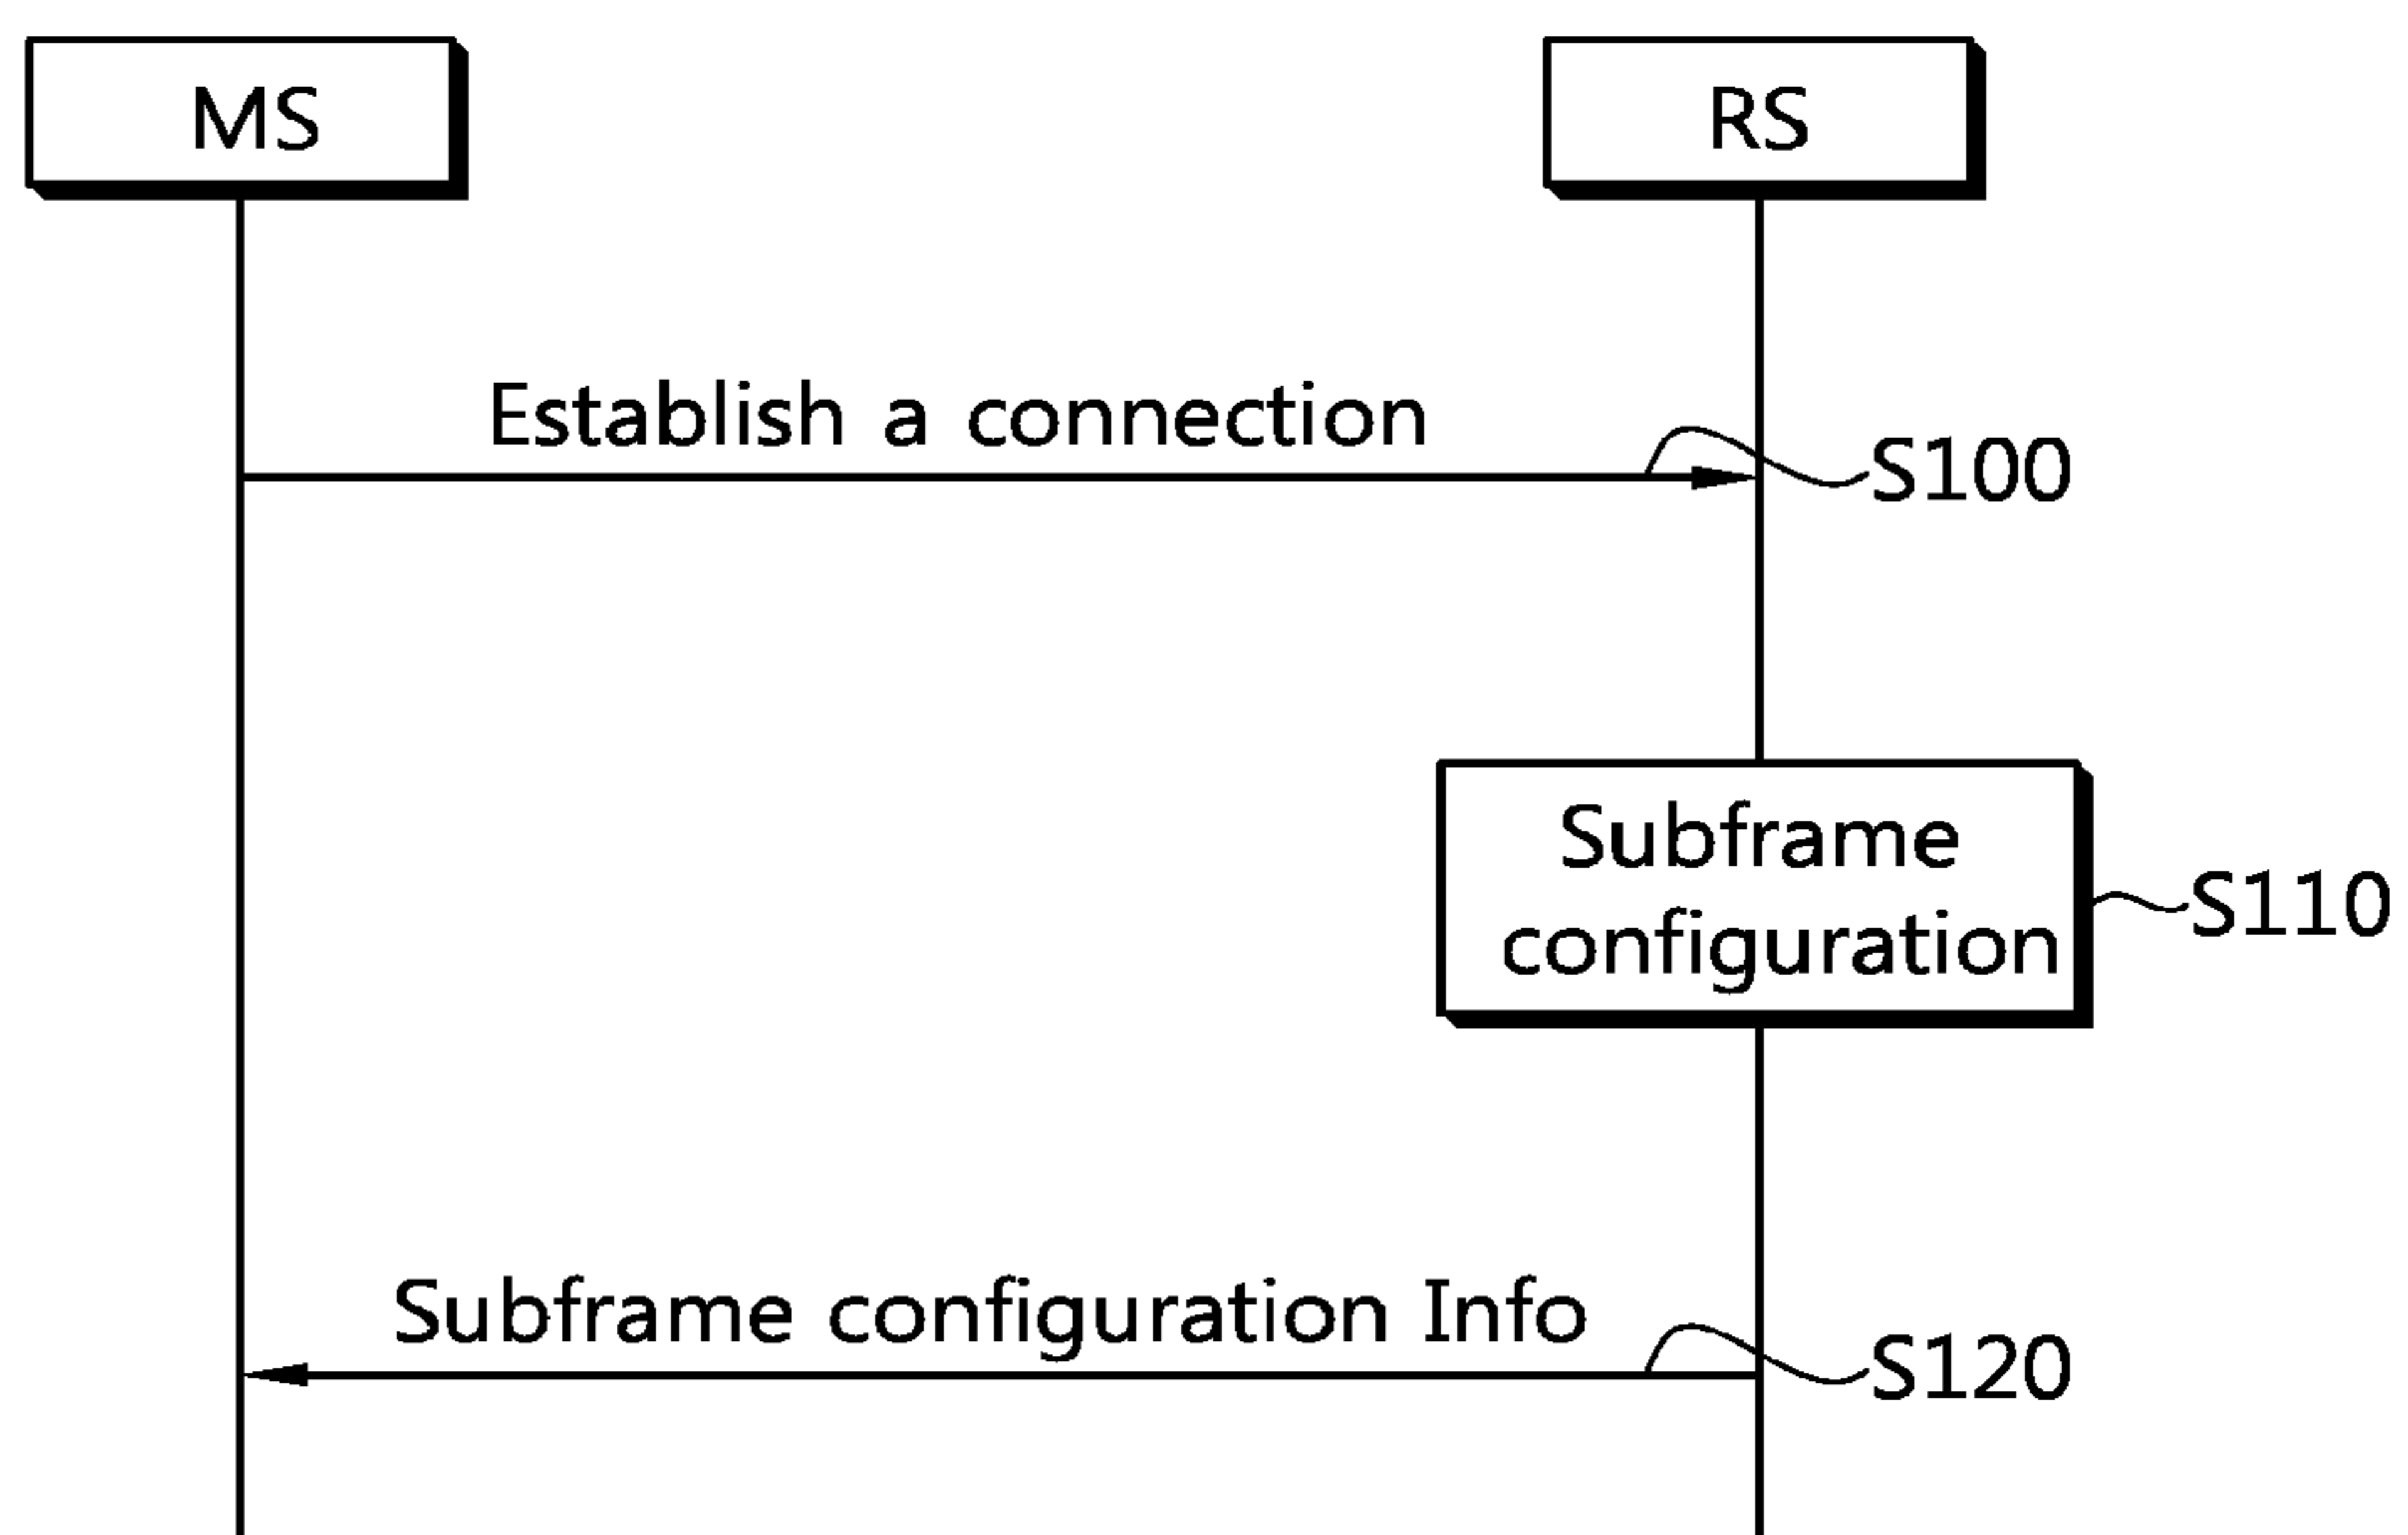 MS
RS
Establish a connection
S100
Subframe
configuration
S110
Subframe configuration Info
S120